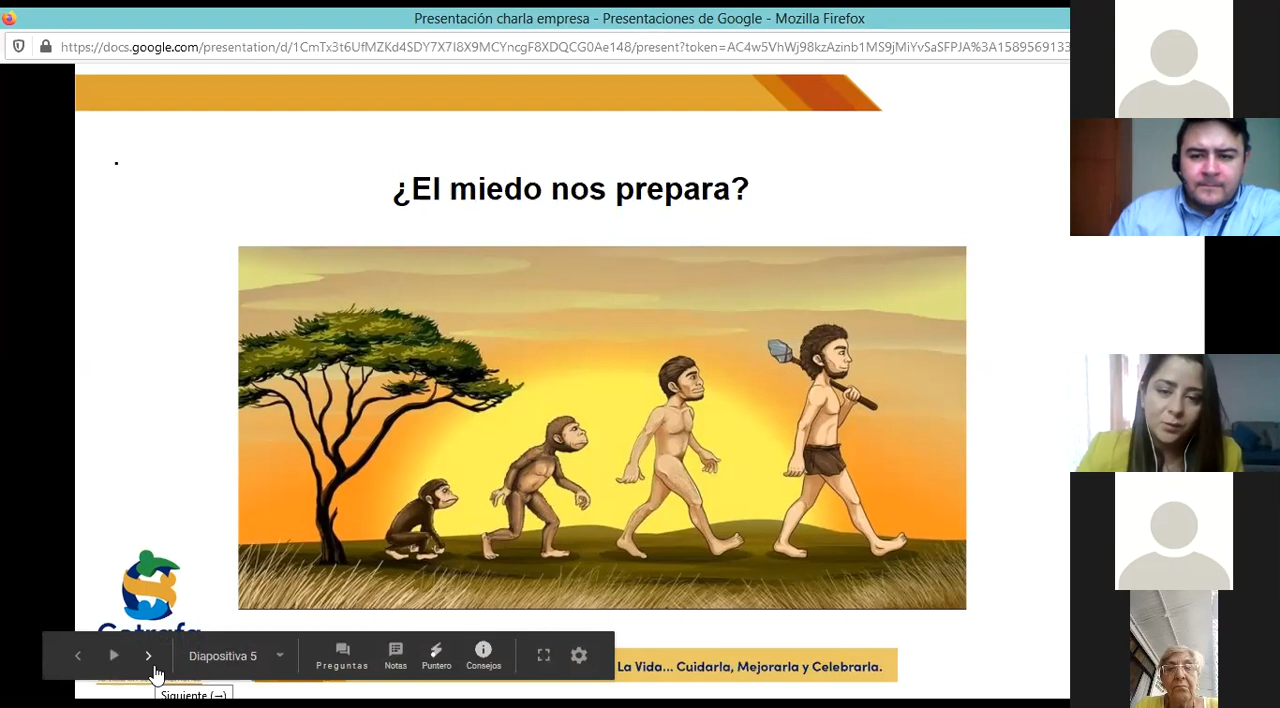 Presentación charla empresa - Presentaciones de Google - Mozilla Firefox
https://docs.google.com/presentation/d/1CmTx3t6UfMZKd4SDY7X7I8X9MCYncgF8XDQCG0Ae148/present?token=AC4w5VhWj98kzAzinb1MS9jMiYvSaSFPJA%3A1589569133
.
¿El miedo nos prepara?
Cotrafa
Diapositiva 5
Preguntas
Notas
Puntero
Consejos
La Vida... Cuidarla, Mejorarla y Celebrarla.
Siguiente (→)